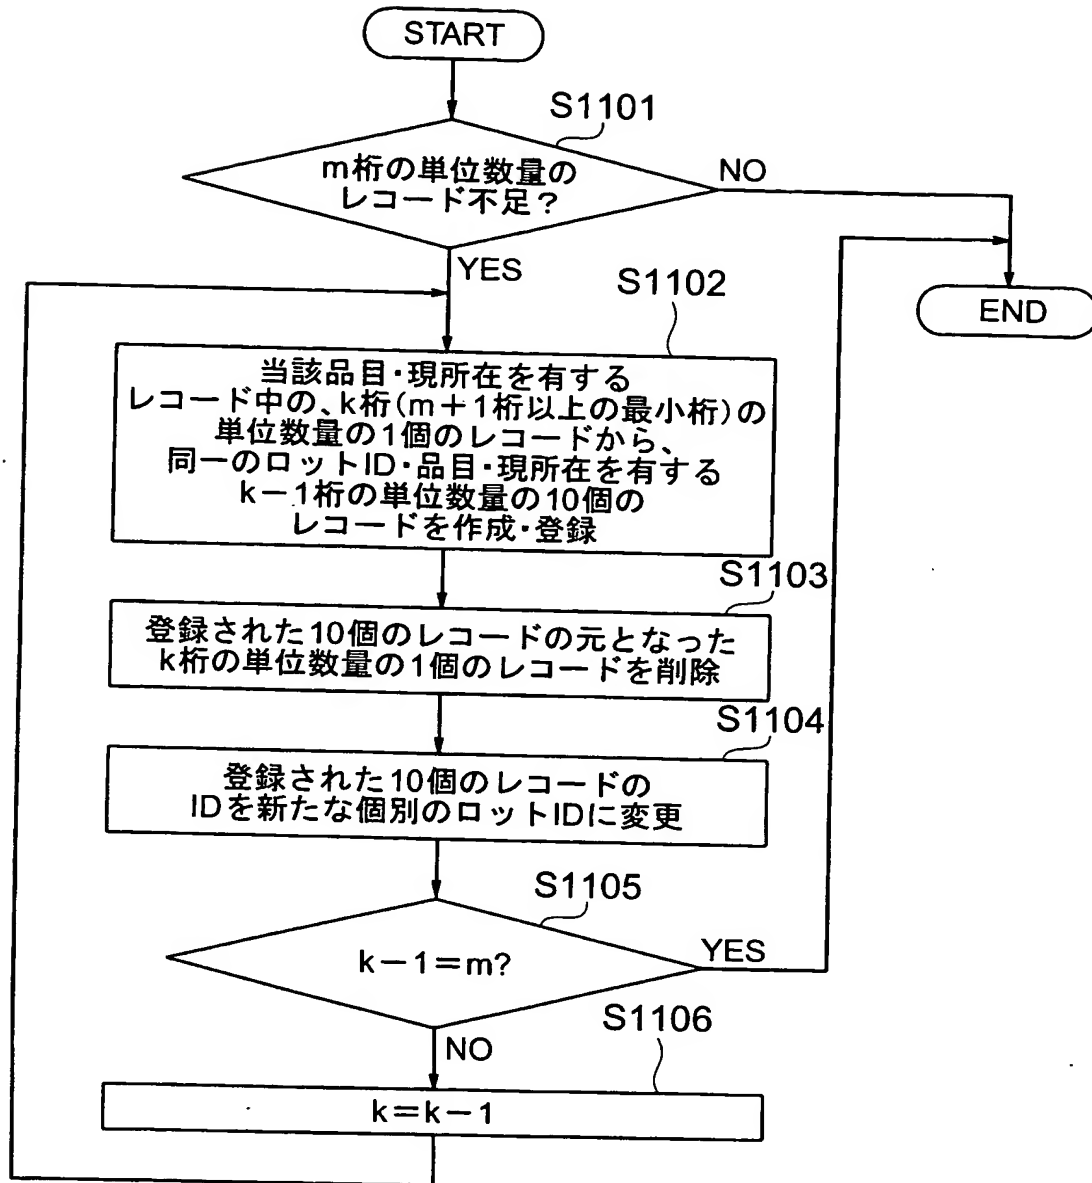 START
S1101
m桁の単位数量の
レコード不足？
NO
YES
END
S1102
当該品目・現所在を有する
レコード中の、k桁(m＋1桁以上の最小桁)の
単位数量の1個のレコードから、
同一のロットID・品目・現所在を有する
k－1桁の単位数量の10個の
レコードを作成・登録
S1103
登録された10個のレコードの元となった
k桁の単位数量の1個のレコードを削除
S1104
登録された10個のレコードの
IDを新たな個別のロットIDに変更
S1105
k－1＝m?
YES
NO
S1106
k＝k－1